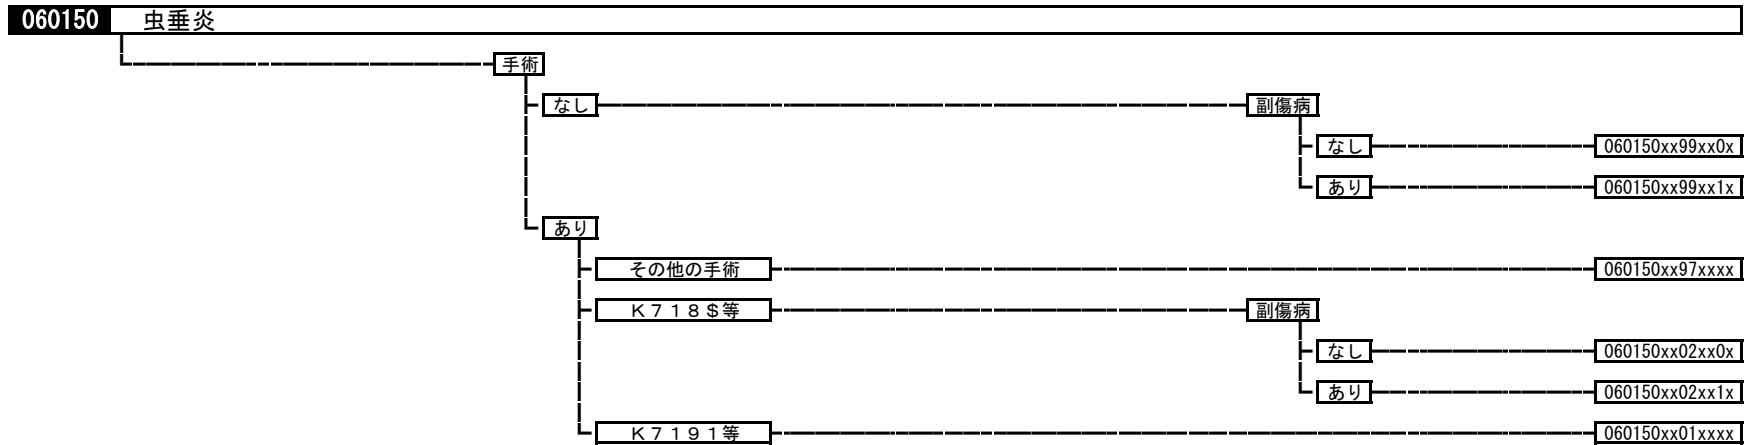 060150 虫垂炎
手術
なし 副傷病
なし 060150xx99xx0x
あり 060150xx99xx1x
あり
その他の手術 060150xx97xxxx
K718$等 副傷病
なし 060150xx02xx0x
あり 060150xx02xx1x
K7191等 060150xx01xxxx